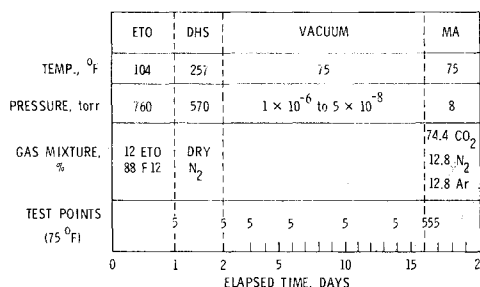 ETO DHS VACUUM MA
TEMP., °F 104 257 75 75
PRESSURE, torr 760 570 1 × 10⁻⁶ to 5 × 10⁻⁸ 8
GAS MIXTURE, % 12 ETO 88 F 12 DRY N₂ 74.4 CO₂ 12.8 N₂ 12.8 Ar
TEST POINTS (75 °F) 5 5 5 5 5 5 555
0 1 2 5 10 15 2
ELAPSED TIME, DAYS